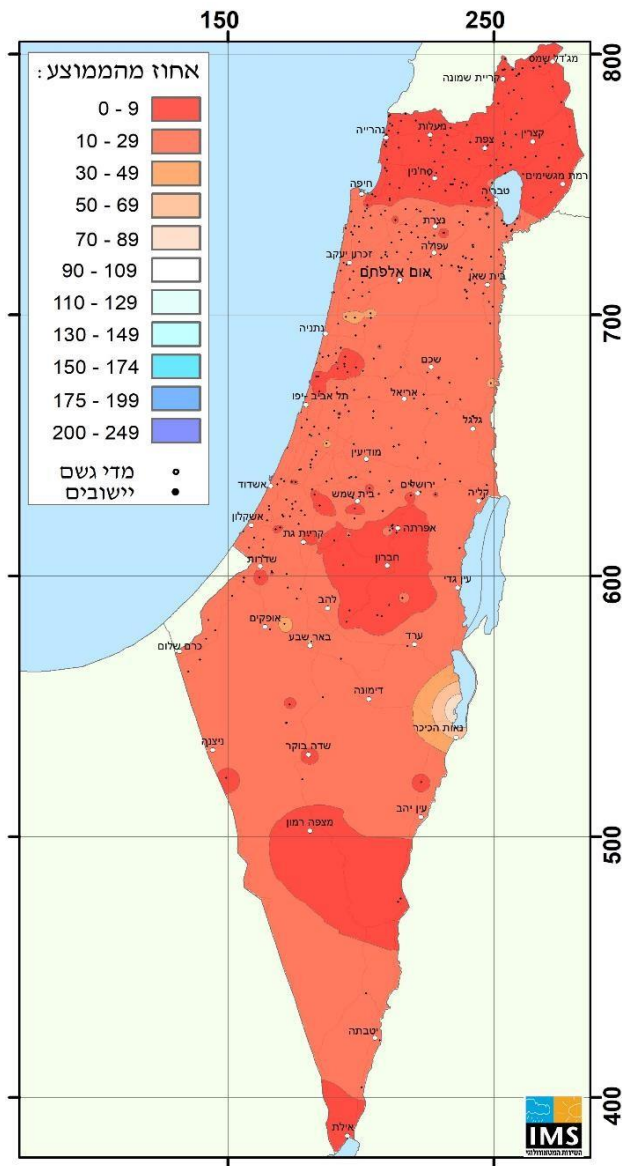 150 250
אחוז מהממוצע:
0 - 9
10 - 29
30 - 49
50 - 69
70 - 89
90 - 109
110 - 129
130 - 149
150 - 174
175 - 199
200 - 249
מדי גשם
יישובים
800
700
600
500
400
מג'דל שמס
קריית שמונה
מעלות
נהרייה
קצרין
צפת
סח'נין
רמת מגשימים
חיפה
טבריה
נצרת
עפולה
זכרון יעקב
אום אלפחם
בית שאן
נתניה
שכם
תל אביב -יפו
אריאל
גלגל
מודיעין
אשדוד
ירושלים
בית שמש
קליה
אשקלון
אפרתה
קריות גת
חברון
שדרות
עין גדי
להב
אופקים
באר שבע
ערד
כרם שלום
דימונה
נאות הכיכר
ניצנה
שדה בוקר
עין יהב
מצפה רמון
יטבתה
אילת
IMS
השירות המטאורולוגי